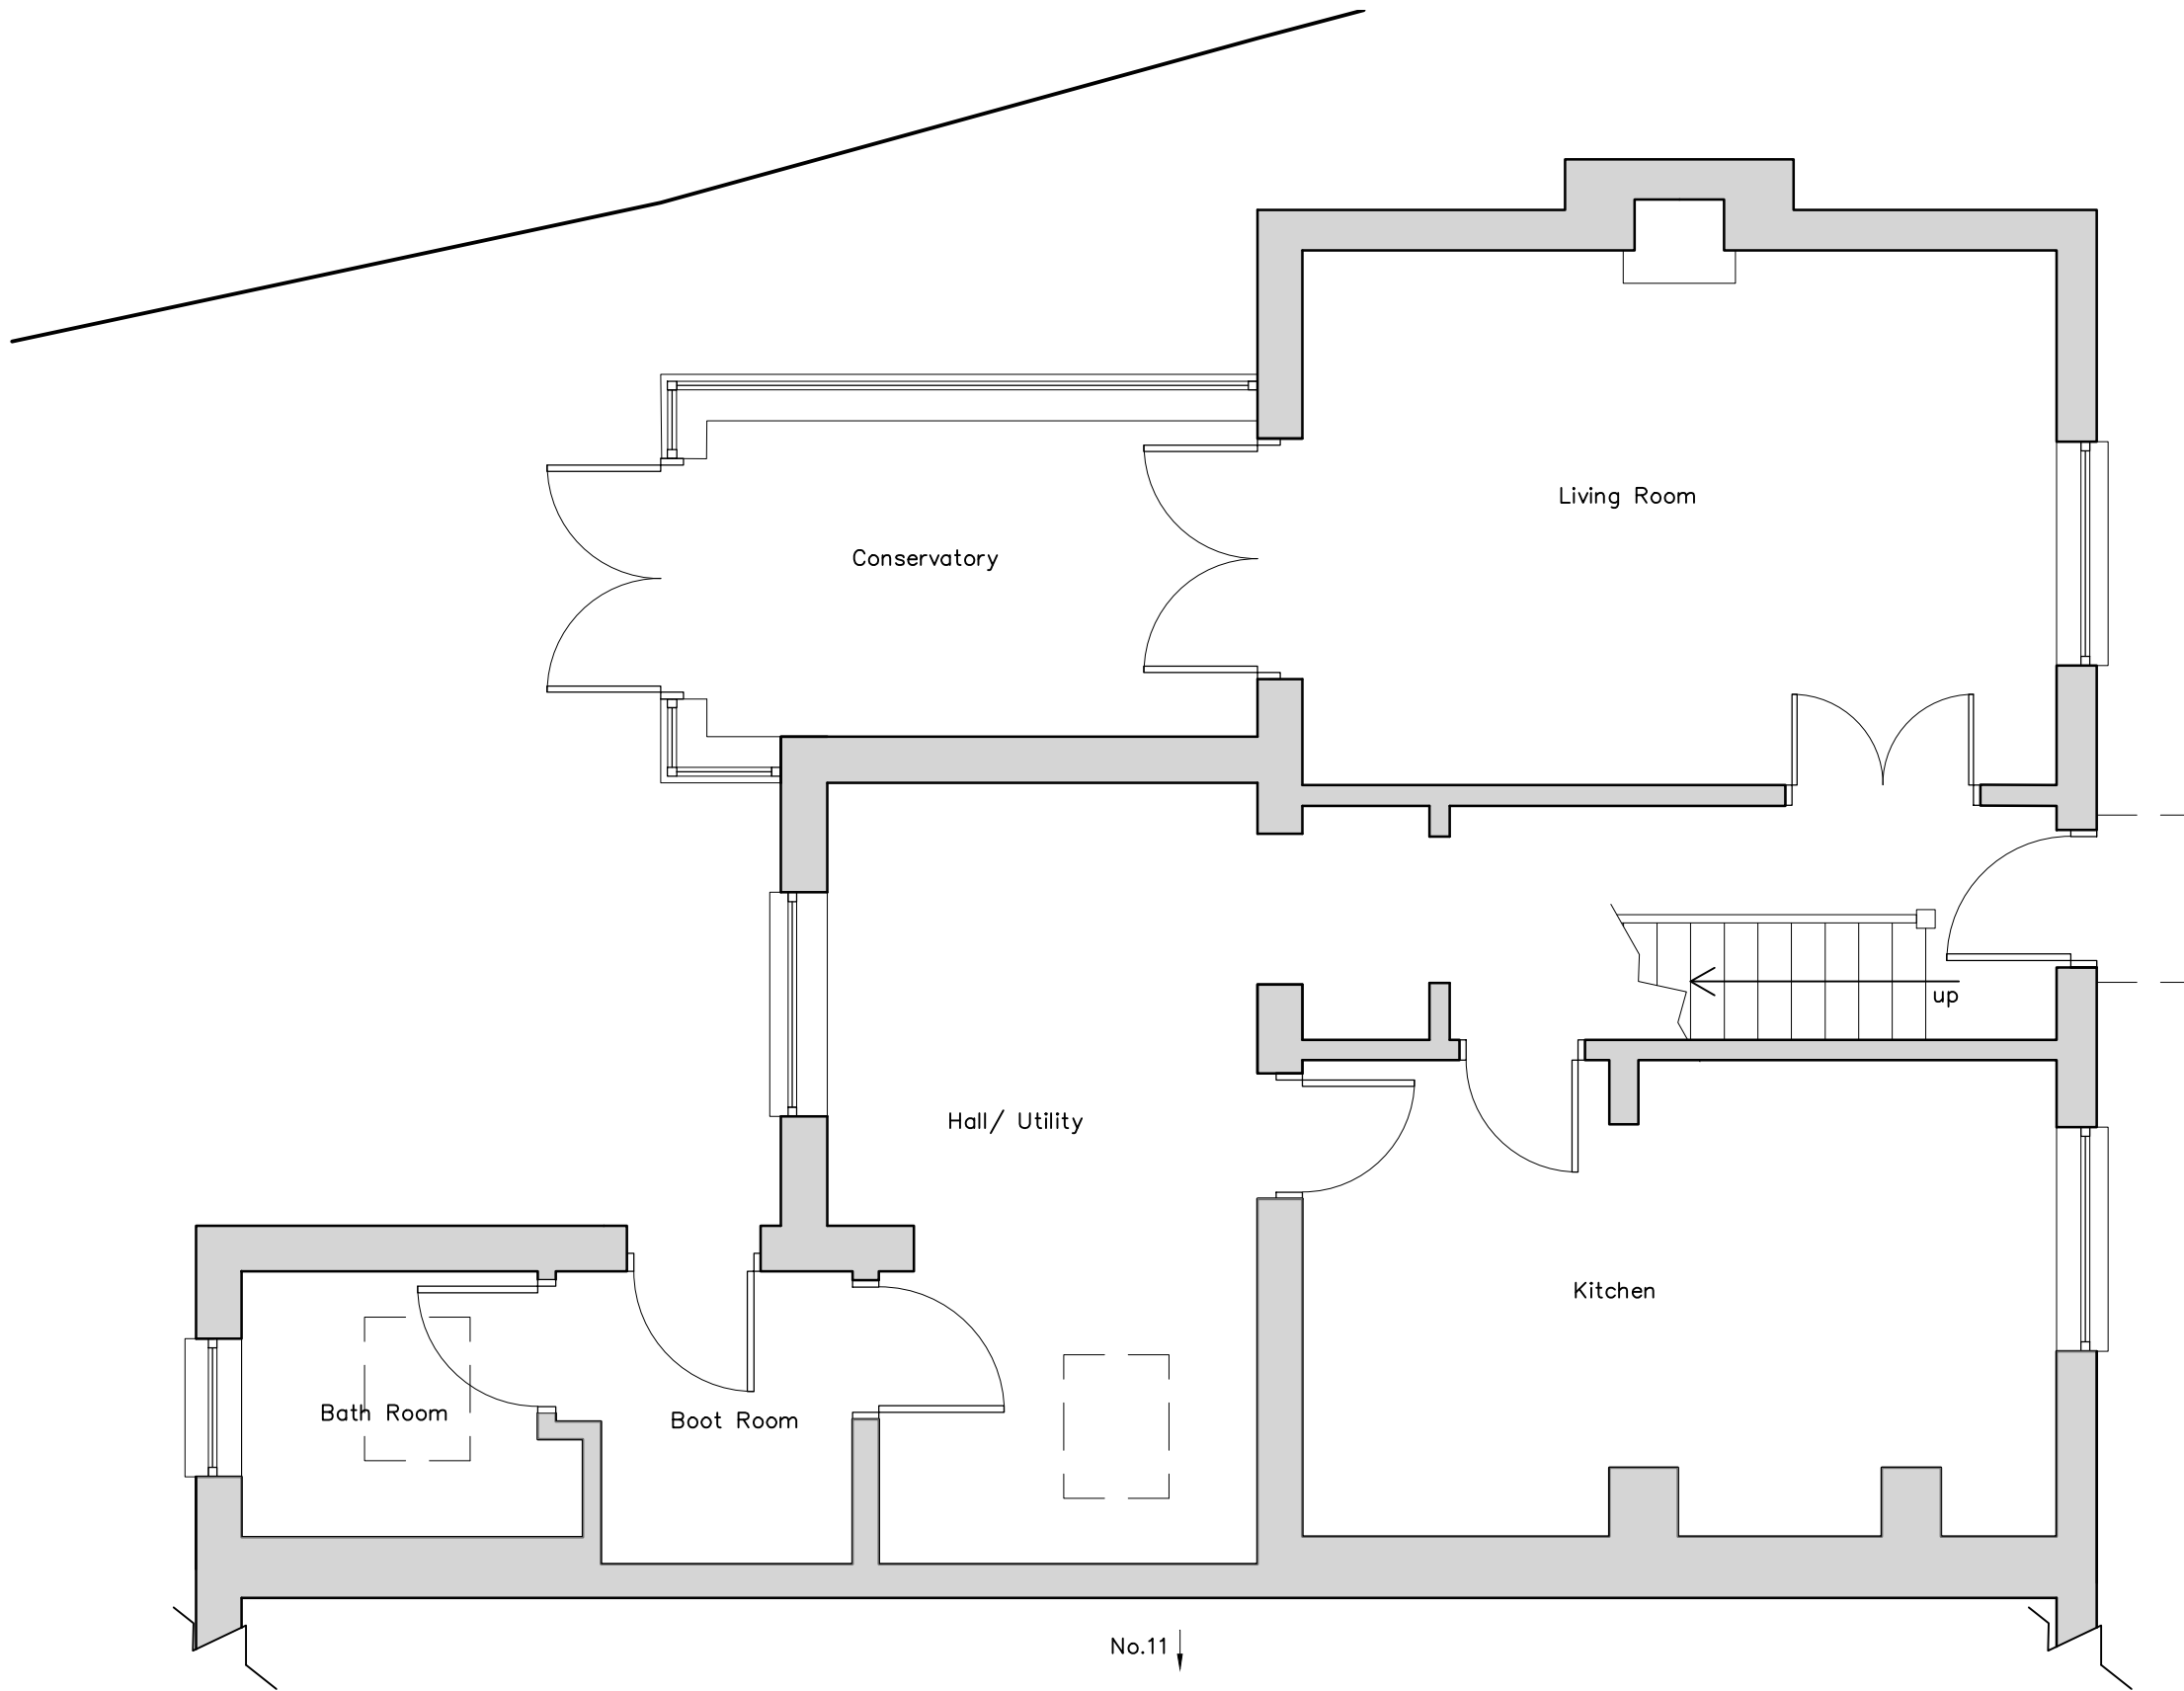 Living Room
Conservatory
up
Hall/ Utility
Kitchen
Bath Room
Boot Room
No.11